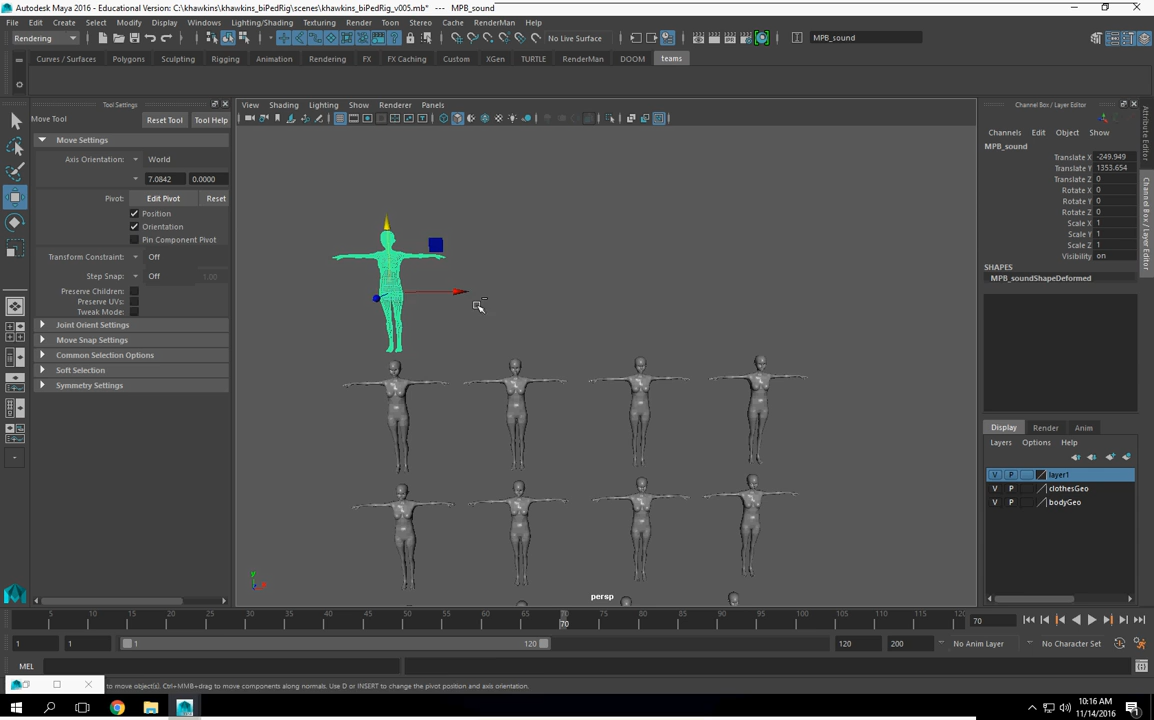 Autodesk Maya 2016 - Educational Version: C:\khawkins\khawkins_biPedRig\scenes\khawkins_biPedRig_v005.mb* --- MPB_sound
File Edit Create Select Modify Display Windows Lighting/Shading Texturing Render Toon Stereo Cache RenderMan Help
Rendering No Live Surface MPB_sound
Curves / Surfaces Polygons Sculpting Rigging Animation Rendering FX FX Caching Custom XGen TURTLE RenderMan DOOM teams
Tool Settings
Move Tool Reset Tool Tool Help
Move Settings
Axis Orientation: World
7.0842 0.0000
Pivot: Edit Pivot Reset
Position
Orientation
Pin Component Pivot
Transform Constraint: Off
Step Snap: Off 1.00
Preserve Children:
Preserve UVs:
Tweak Mode:
Joint Orient Settings
Move Snap Settings
Common Selection Options
Soft Selection
Symmetry Settings
View Shading Lighting Show Renderer Panels
persp
y
Channel Box / Layer Editor
Channels Edit Object Show
MPB_sound
Translate X -249.949
Translate Y 1353.654
Translate Z 0
Rotate X 0
Rotate Y 0
Rotate Z 0
Scale X 1
Scale Y 1
Scale Z 1
Visibility on
SHAPES
MPB_soundShapeDeformed
Attribute Editor
Channel Box / Layer Editor
Display Render Anim
Layers Options Help
V P layer1
V P clothesGeo
V P bodyGeo
5 10 15 20 25 30 35 40 45 50 55 60 65 70 75 80 85 90 95 100 105 110 115 120
70
70
1 1 1 120 120 200 No Anim Layer No Character Set
MEL
to move object(s). Ctrl+MMB+drag to move components along normals. Use D or INSERT to change the pivot position and axis orientation.
10:16 AM
11/14/2016